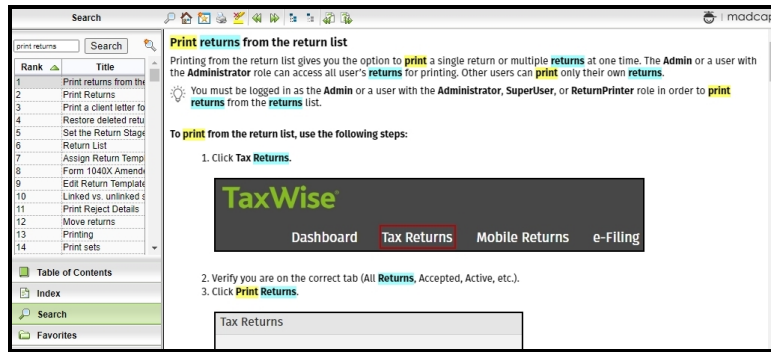 Search
madcap
print returns
Search
Rank
Title
1 Print returns from the
2 Print Returns
3 Print a client letter fo
4 Restore deleted retu
5 Set the Return Stage
6 Return List
7 Assign Return Templ
8 Form 1040X Amende
9 Edit Return Template
10 Linked vs. unlinked s
11 Print Reject Details
12 Move returns
13 Printing
14 Print sets
Table of Contents
Index
Search
Favorites
Print returns from the return list
Printing from the return list gives you the option to print a single return or multiple returns at one time. The Admin or a user with
the Administrator role can access all user's returns for printing. Other users can print only their own returns.
You must be logged in as the Admin or a user with the Administrator, SuperUser, or ReturnPrinter role in order to print
returns from the returns list.
To print from the return list, use the following steps:
1. Click Tax Returns.
TaxWise
Dashboard Tax Returns Mobile Returns e-Filing
2. Verify you are on the correct tab (All Returns, Accepted, Active, etc.).
3. Click Print Returns.
Tax Returns